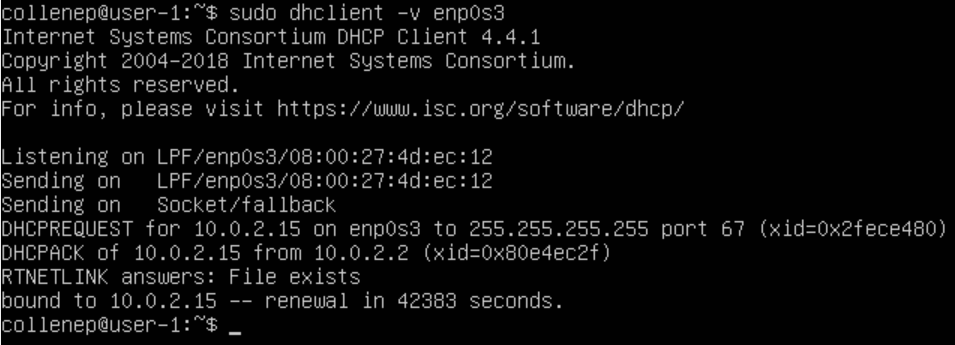 collenep@user-1:~$ sudo dhclient -v enp0s3
Internet Systems Consortium DHCP Client 4.4.1
Copyright 2004-2018 Internet Systems Consortium.
All rights reserved.
For info, please visit https://www.isc.org/software/dhcp/

Listening on LPF/enp0s3/08:00:27:4d:ec:12
Sending on   LPF/enp0s3/08:00:27:4d:ec:12
Sending on   Socket/fallback
DHCPREQUEST for 10.0.2.15 on enp0s3 to 255.255.255.255 port 67 (xid=0x2fece480)
DHCPACK of 10.0.2.15 from 10.0.2.2 (xid=0x80e4ec2f)
RTNETLINK answers: File exists
bound to 10.0.2.15 -- renewal in 42383 seconds.
collenep@user-1:~$ _